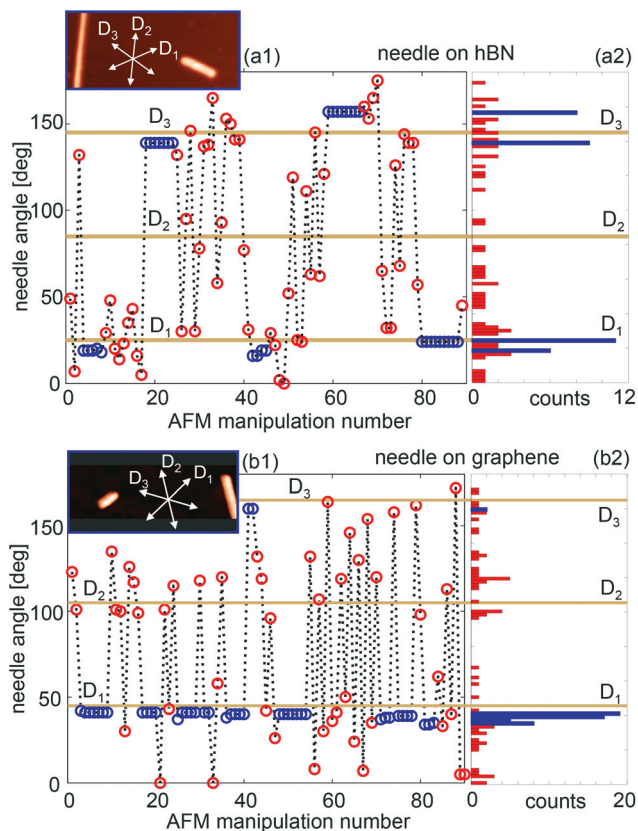 D3
D2
D1
(a1)
needle on hBN
(a2)
needle angle [deg]
150
100
50
0
D3
D2
D1
D3
D2
D1
0
20
40
60
80
AFM manipulation number
0
12
counts
(b1)
needle on graphene
(b2)
D2
D1
D3
needle angle [deg]
150
100
50
0
D3
D2
D1
D3
D2
D1
0
20
40
60
80
AFM manipulation number
0
20
counts